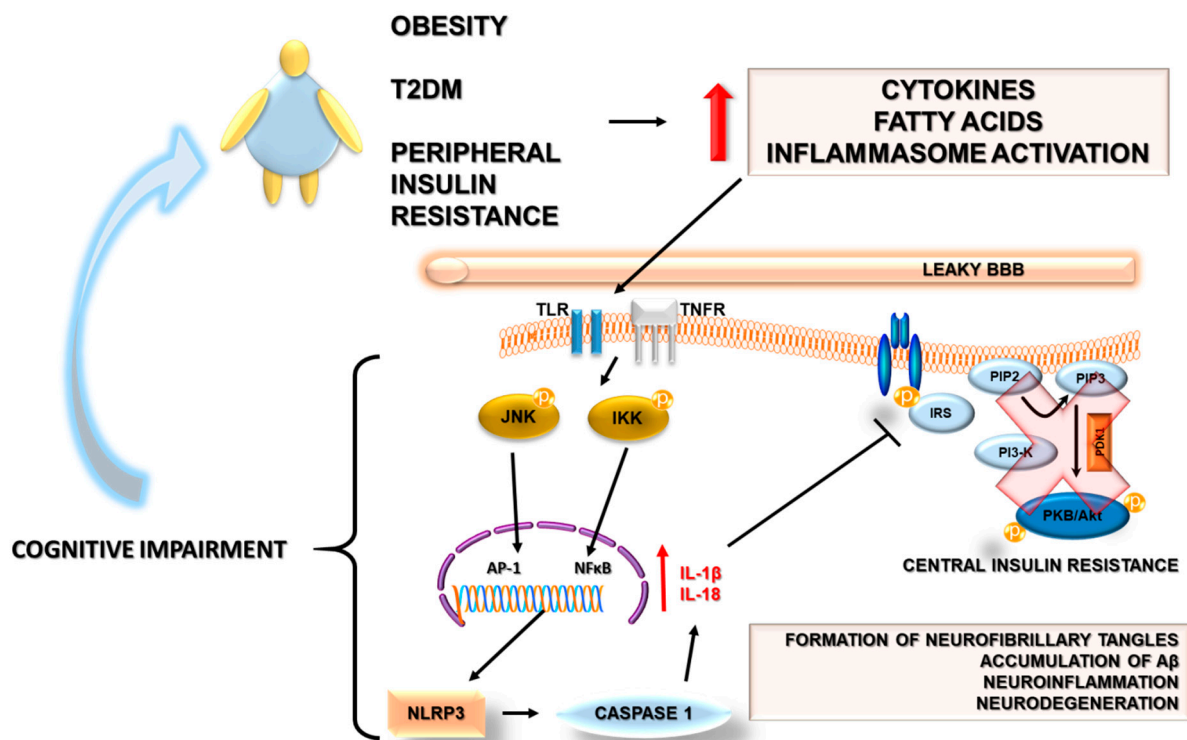 OBESITY
T2DM
PERIPHERAL
INSULIN
RESISTANCE
CYTOKINES
FATTY ACIDS
INFLAMMASOME ACTIVATION
LEAKY BBB
TLR
TNFR
PIP2
PIP3
p
IRS
JNK
p
IKK
p
PI3-K
PDK1
p
PKB/Akt
p
CENTRAL INSULIN RESISTANCE
COGNITIVE IMPAIRMENT
AP-1
NFκB
IL-1β
IL-18
NLRP3
CASPASE 1
FORMATION OF NEUROFIBRILLARY TANGLES
ACCUMULATION OF Aβ
NEUROINFLAMMATION
NEURODEGENERATION